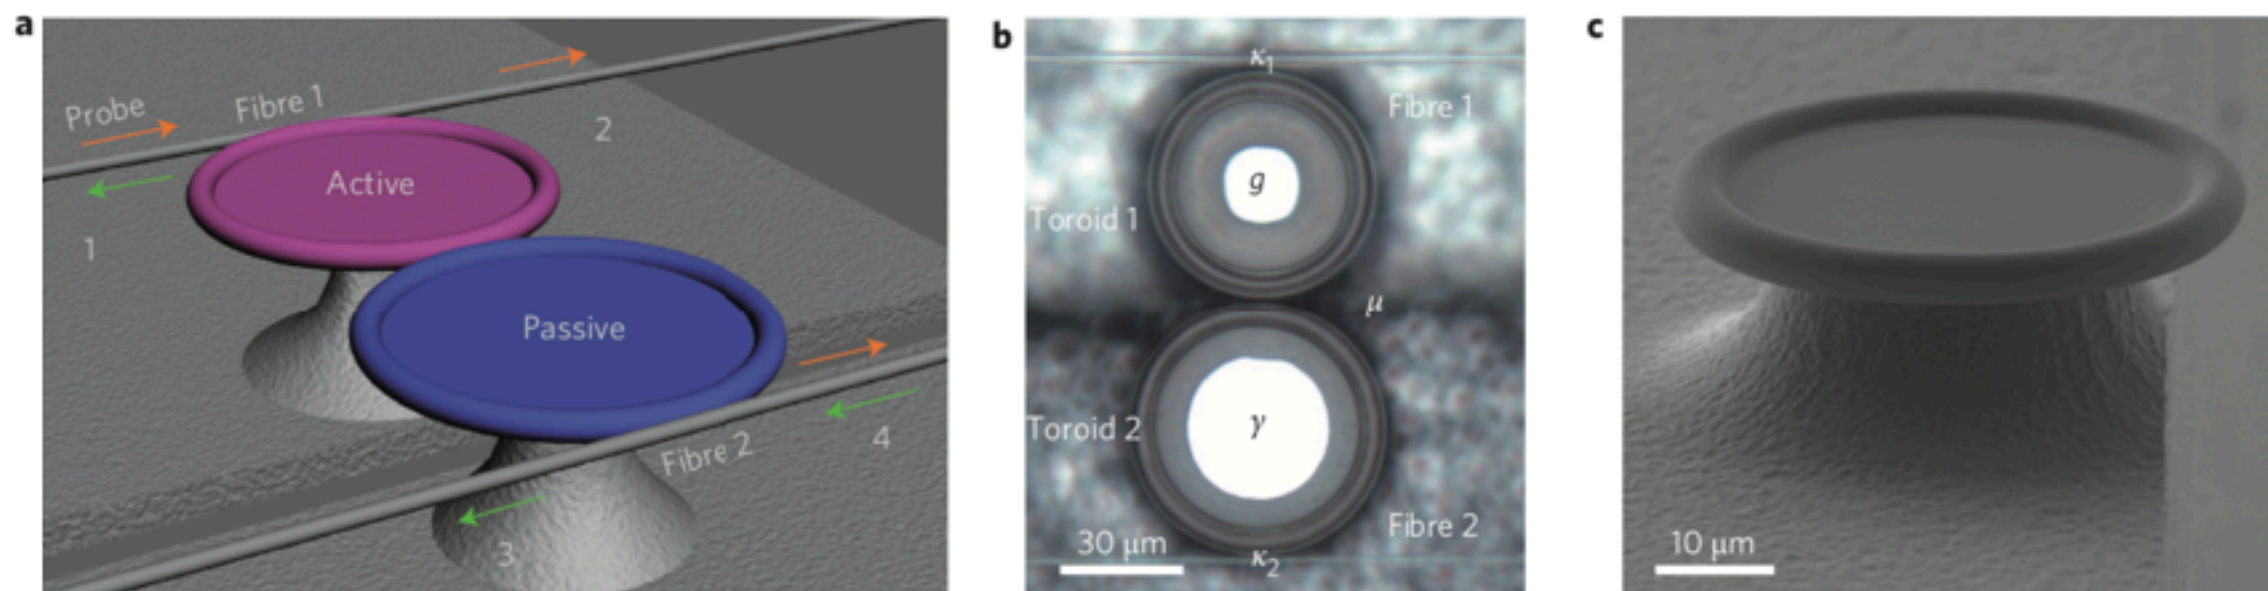 a
Probe
Fibre 1
2
Active
1
Passive
Fibre 2
4
3
b
κ1
Fibre 1
g
Toroid 1
μ
Toroid 2
γ
Fibre 2
30 μm
κ2
c
10 μm